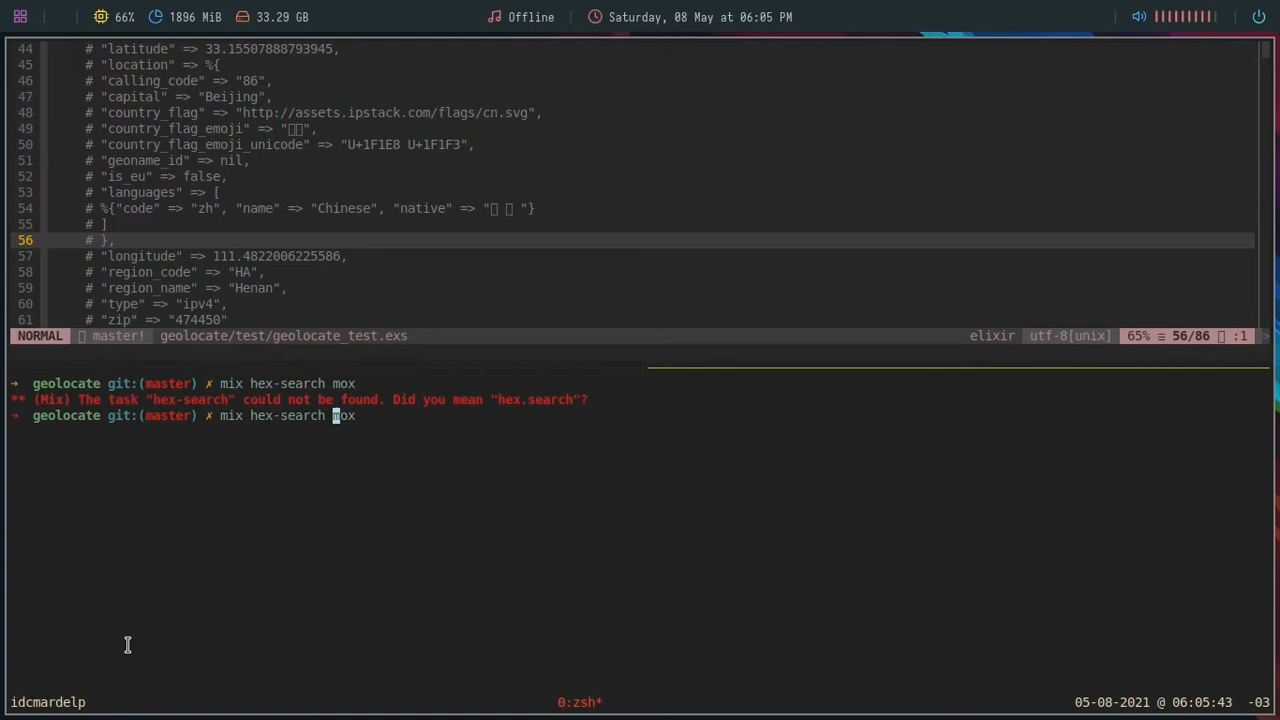 66% 1896 MiB 33.29 GB Offline Saturday, 08 May at 06:05 PM
44 # "latitude" => 33.15507888793945,
45 # "location" => %{
46 # "calling_code" => "86",
47 # "capital" => "Beijing",
48 # "country_flag" => "http://assets.ipstack.com/flags/cn.svg",
49 # "country_flag_emoji" => "",
50 # "country_flag_emoji_unicode" => "U+1F1E8 U+1F1F3",
51 # "geoname_id" => nil,
52 # "is_eu" => false,
53 # "languages" => [
54 # %{"code" => "zh", "name" => "Chinese", "native" => " "}
55 # ]
56 # },
57 # "longitude" => 111.4822006225586,
58 # "region_code" => "HA",
59 # "region_name" => "Henan",
60 # "type" => "ipv4",
61 # "zip" => "474450"
NORMAL master! geolocate/test/geolocate_test.exs elixir utf-8[unix] 65% ≡ 56/86 :1 >
→ geolocate git:(master) ✗ mix hex-search mox
** (Mix) The task "hex-search" could not be found. Did you mean "hex.search"?
→ geolocate git:(master) ✗ mix hex-search mox
idcmardelp 0:zsh* 05-08-2021 @ 06:05:43 -03